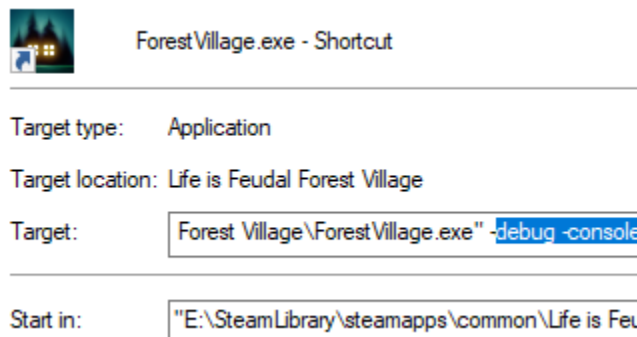 ForestVillage.exe - Shortcut
Target type: Application
Target location: Life is Feudal Forest Village
Target: Forest Village\ForestVillage.exe" -debug -console
Start in: "E:\SteamLibrary\steamapps\common\Life is Feu